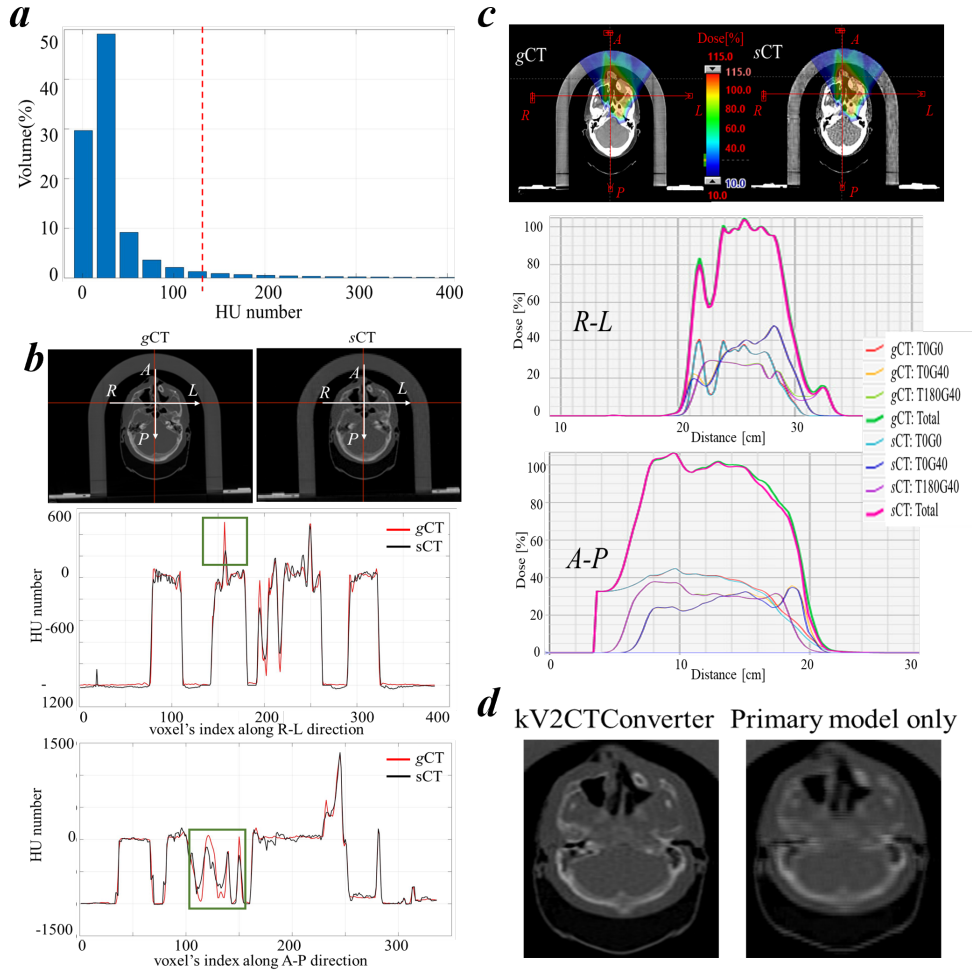 a
50
40
30
20
10
0
Volume(%)
0 100 200 300 400
HU number
b
gCT sCT
A R L P
A R L P
600
0
-600
-
1200
HU number
gCT
sCT
0 100 200 300 400
voxel's index along R-L direction
1500
0
-1500
HU number
gCT
sCT
0 100 200 300
voxel's index along A-P direction
c
gCT
Dose[%]
115.0
115.0
100.0
80.0
60.0
40.0
10.0
10.0
sCT
A R L P
A R L P
100
80
60
40
20
0
Dose [%]
R-L
10 20 30
Distance [cm]
gCT: T0G0
gCT: T0G40
gCT: T180G40
gCT: Total
sCT: T0G0
sCT: T0G40
sCT: T180G40
sCT: Total
100
80
60
40
20
0
Dose [%]
A-P
0 10 20 30
Distance [cm]
d
kV2CTConverter Primary model only